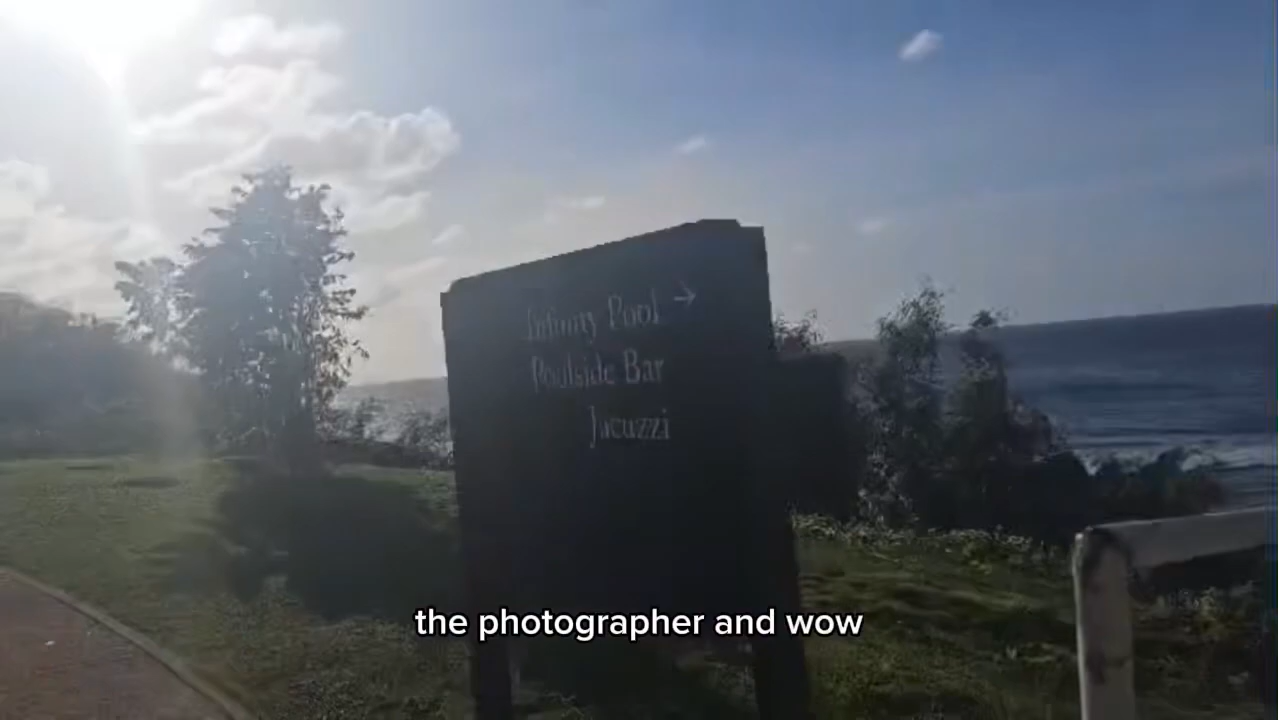 Infinity Pool →
Poolside Bar
Jacuzzi
the photographer and wow